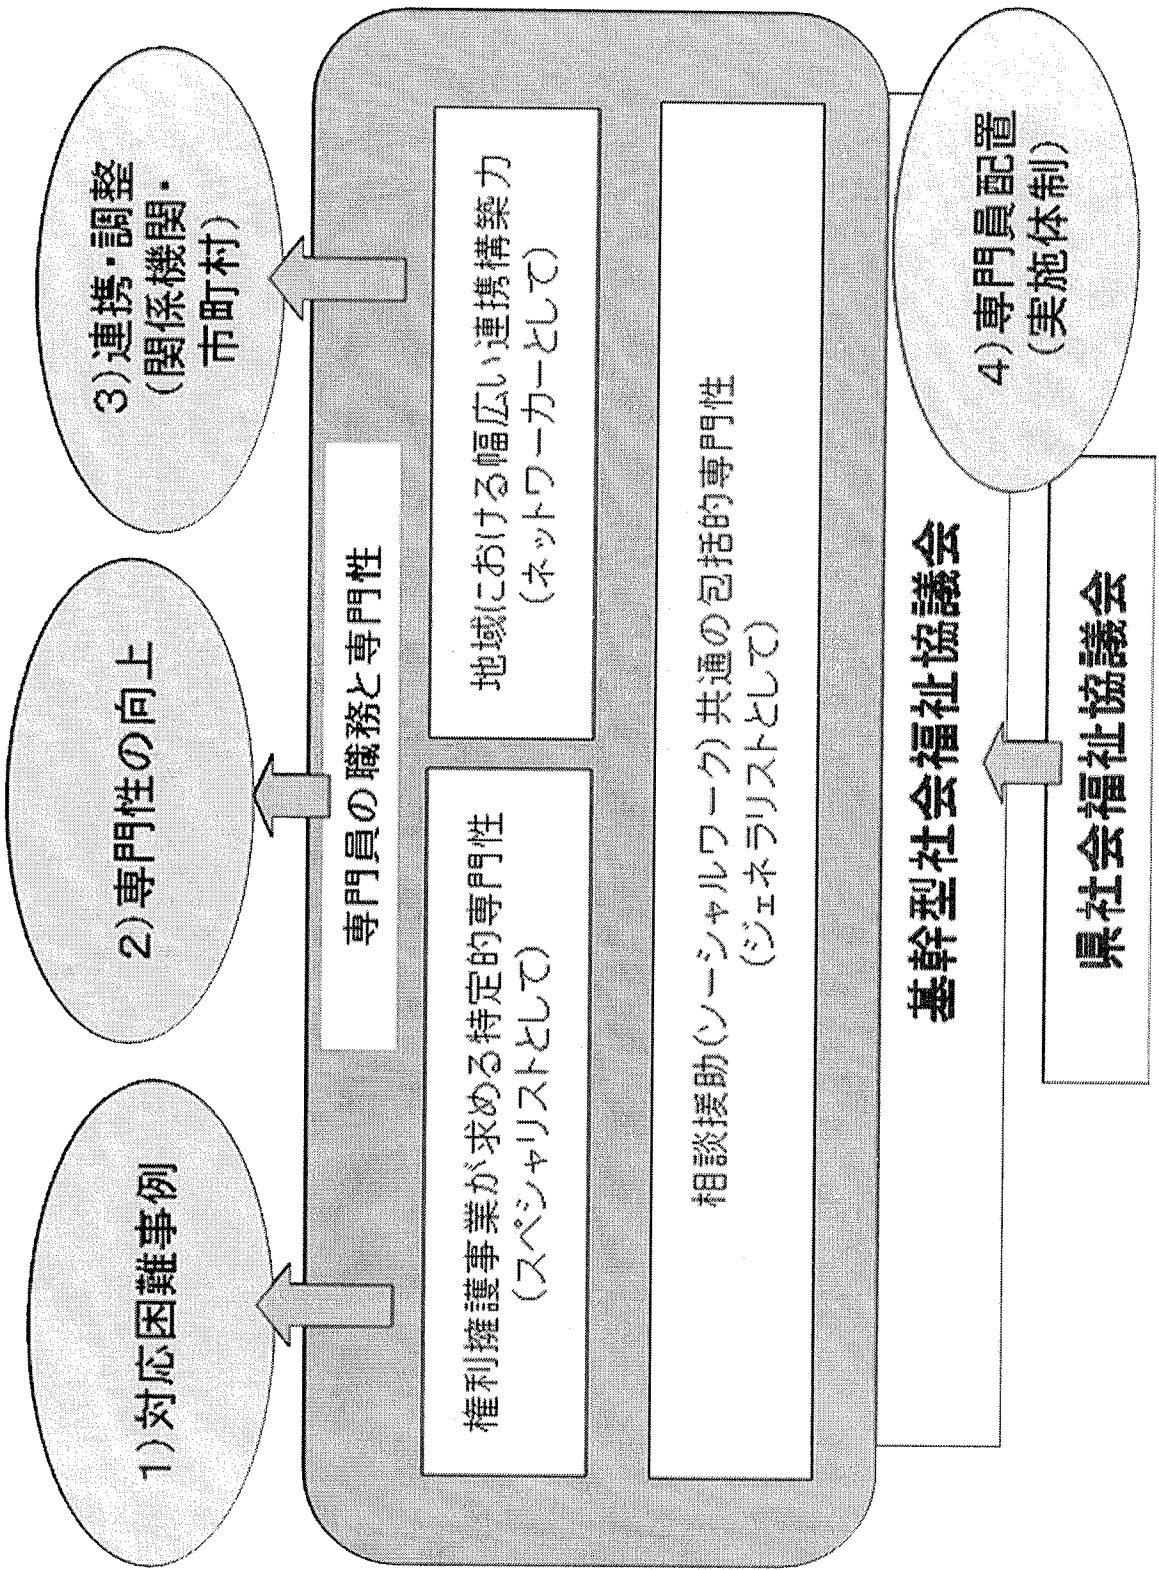 1)対応困難事例
2)専門性の向上
3)連携・調整
(関係機関・
市町村)
専門員の職務と専門性
権利擁護事業が求める特定的専門性
(スペシャリストとして)
地域における幅広い連携構築力
(ネットワーカーとして)
相談援助(ソーシャルワーク)共通の包括的専門性
(ジェネラリストとして)
基幹型社会福祉協議会
4)専門員配置
(実施体制)
県社会福祉協議会